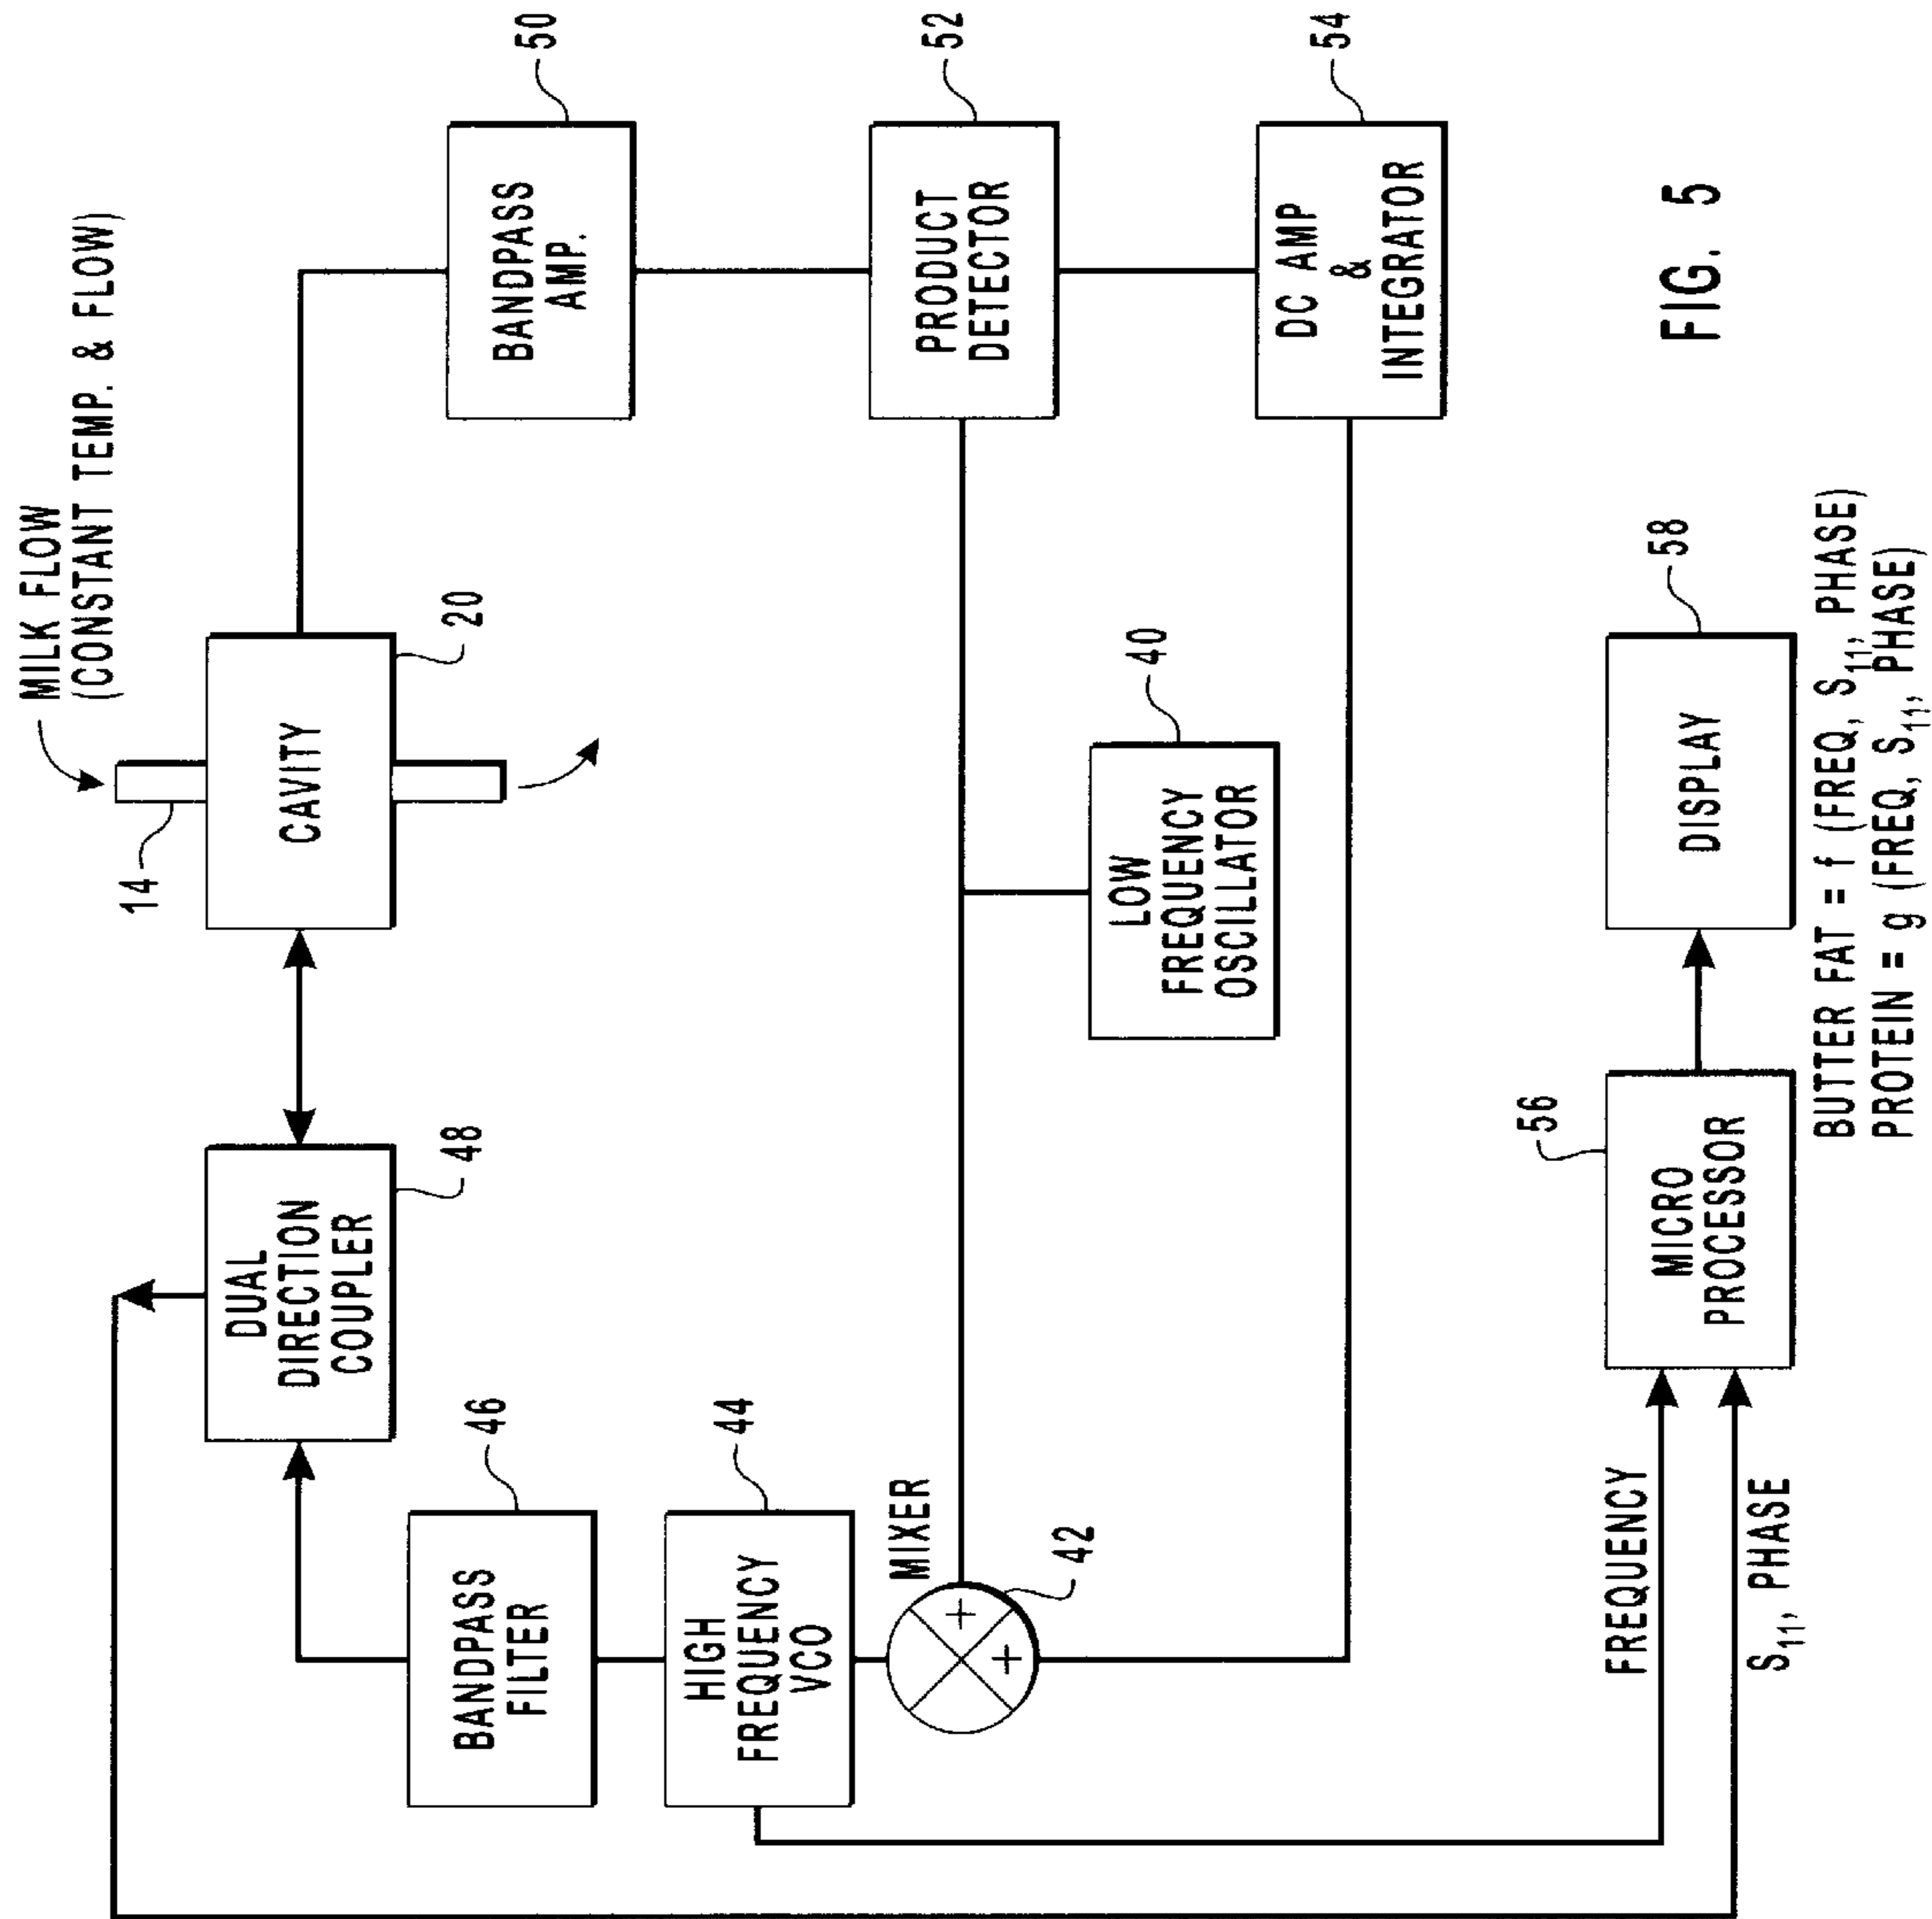 MILK FLOW
(CONSTANT TEMP. & FLOW)
14
CAVITY
20
DUAL
DIRECTION
COUPLER
48
BANDPASS
FILTER
46
HIGH
FREQUENCY
VCO
44
MIXER
+
+
42
BANDPASS
AMP.
50
PRODUCT
DETECTOR
52
DC AMP
&
INTEGRATOR
54
LOW
FREQUENCY
OSCILLATOR
40
FREQUENCY
S₁₁, PHASE
MICRO
PROCESSOR
56
DISPLAY
58
BUTTER FAT = f (FREQ, S₁₁, PHASE)
PROTEIN = g (FREQ, S₁₁, PHASE)
FIG. 5